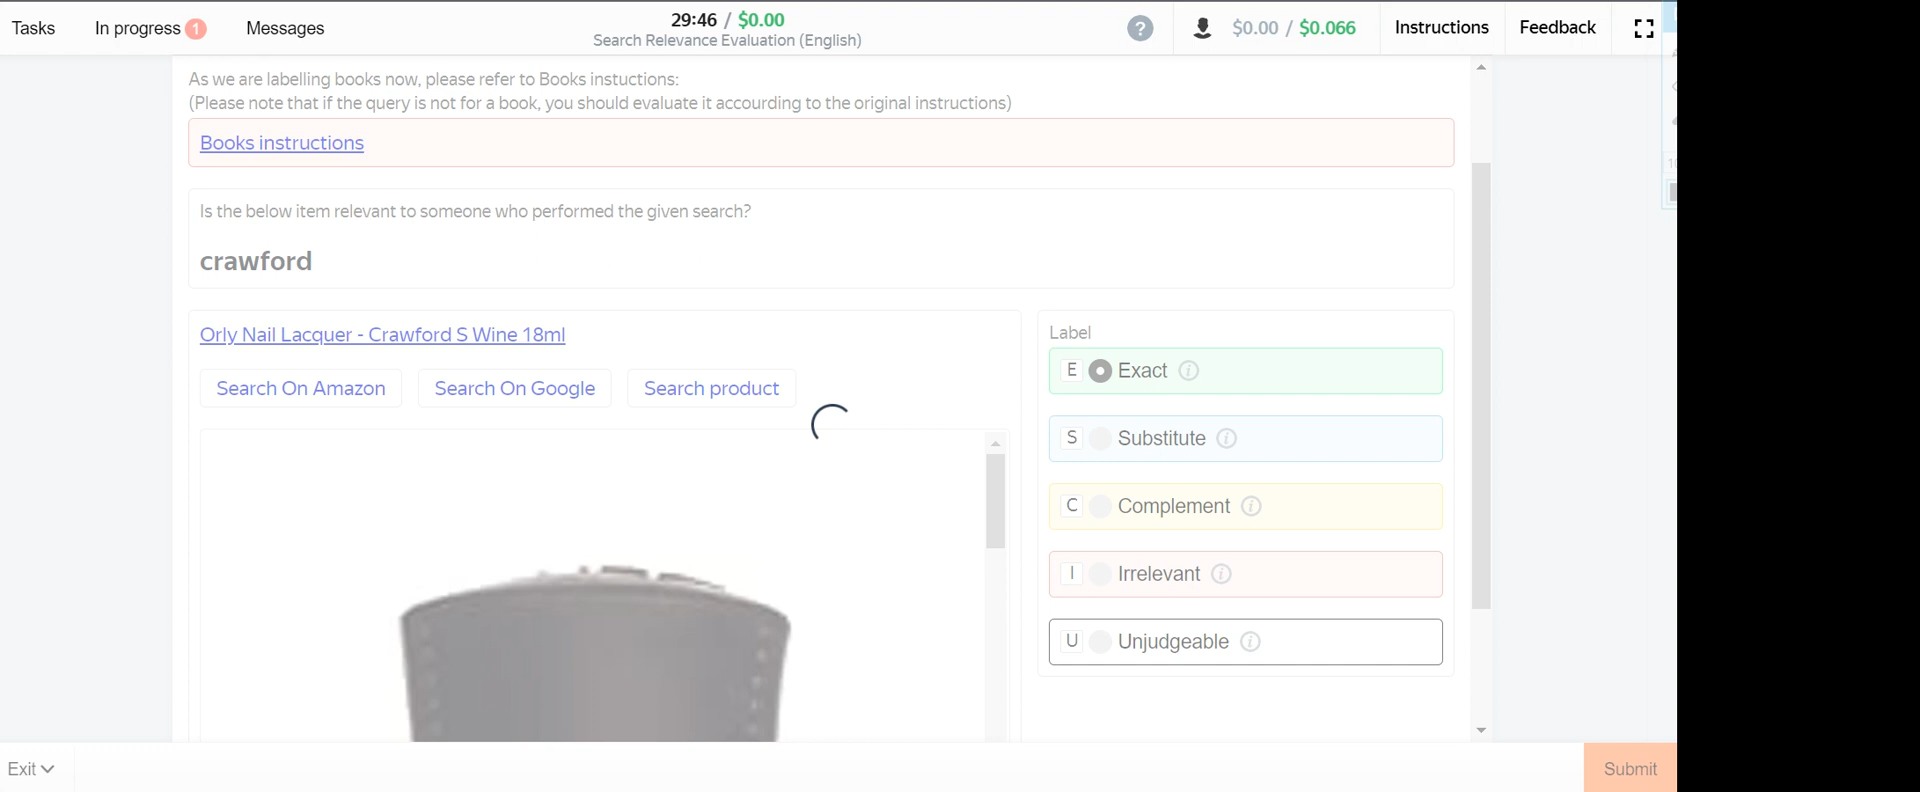 Tasks
In progress 1
Messages
29:46 / $0.00
Search Relevance Evaluation (English)
?
$0.00 / $0.066
Instructions
Feedback
As we are labelling books now, please refer to Books instuctions:
(Please note that if the query is not for a book, you should evaluate it accourding to the original instructions)
Books instructions
Is the below item relevant to someone who performed the given search?
crawford
Orly Nail Lacquer - Crawford S Wine 18ml
Search On Amazon
Search On Google
Search product
Label
E Exact i
S Substitute i
C Complement i
I Irrelevant i
U Unjudgeable i
Exit
Submit